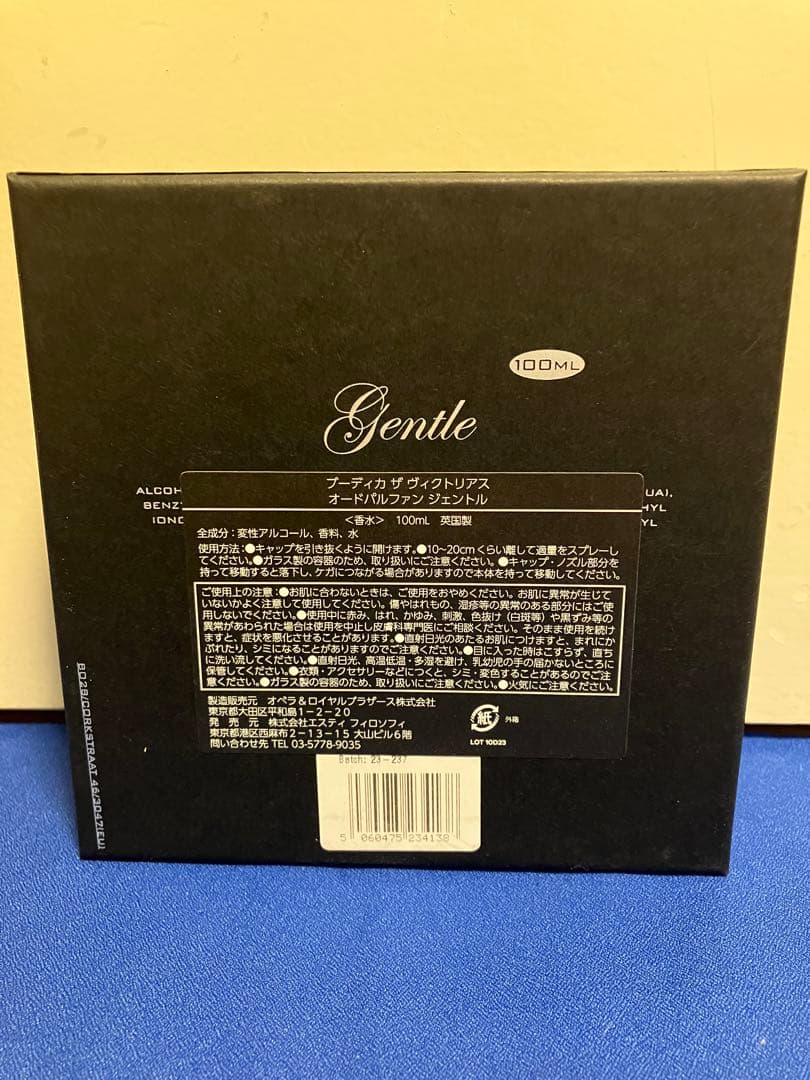 100ML
Gentle
ブーディカ ザ ヴィクトリアス
オードパルファン ジェントル
ALCOH
UA),
BENZ
HYL
IONO
YL
<香水> 100mL 英国製
全成分:変性アルコール、香料、水
使用方法:●キャップを引き抜くように開けます。●10~20cmくらい離して適量をスプレーし
てください。●ガラス製の容器のため、取り扱いにご注意ください。●キャップ・ノズル部分を
持って移動すると落下し、ケガにつながる場合がありますので本体を持って移動してください。
ご使用上の注意:●お肌に合わないときは、ご使用をおやめください。お肌に異常が生じて
いないかよく注意して使用してください。傷やはれもの、湿疹等の異常のある部分にはご使
用しないでください。●使用中に赤み、はれ、かゆみ、刺激、色抜け(白斑等)や黒ずみ等の
異常があらわれた場合は使用を中止し皮膚科専門医にご相談ください。そのまま使用を続け
ますと、症状を悪化させることがあります。●直射日光のあたるお肌につけますと、まれにか
ぶれたり、シミになることがありますのでご注意ください。●目に入った時はこすらず、直ち
に洗い流してください。●直射日光、高温低温・多湿を避け、乳幼児の手の届かないところに
保管してください。●衣類・アクセサリーなどにつくと、シミ・変色することがあるのでご注意
ください。●ガラス製の容器のため、取り扱いにご注意ください。●火気にご注意ください。
製造販売元 オペラ&ロイヤルブラザース株式会社
東京都大田区平和島1-2-20
発 売 元 株式会社エスティ フィロソフィ
東京都港区西麻布2-13-15 大山ビル6階
問い合わせ先 TEL 03-5778-9035
紙 外箱
LOT 10D23
Batch: 23-237
5 060475 234138
BD28/CORKSTRAAT 46/3047(EU)